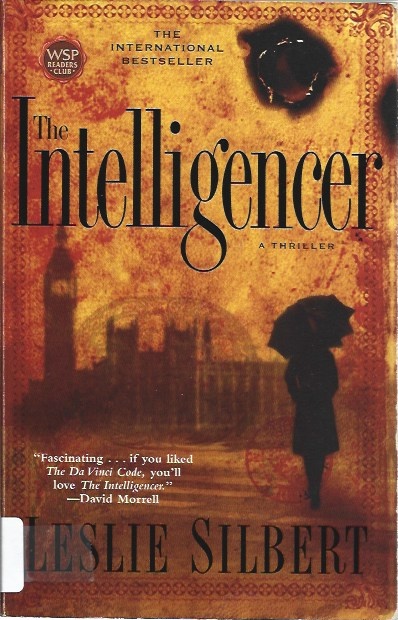 WSP
READERS
• CLUB •
THE
INTERNATIONAL
BESTSELLER
The
Intelligencer
A THRILLER
“Fascinating . . . if you liked
The Da Vinci Code, you’ll
love The Intelligencer.”
—David Morrell
LESLIE SILBERT